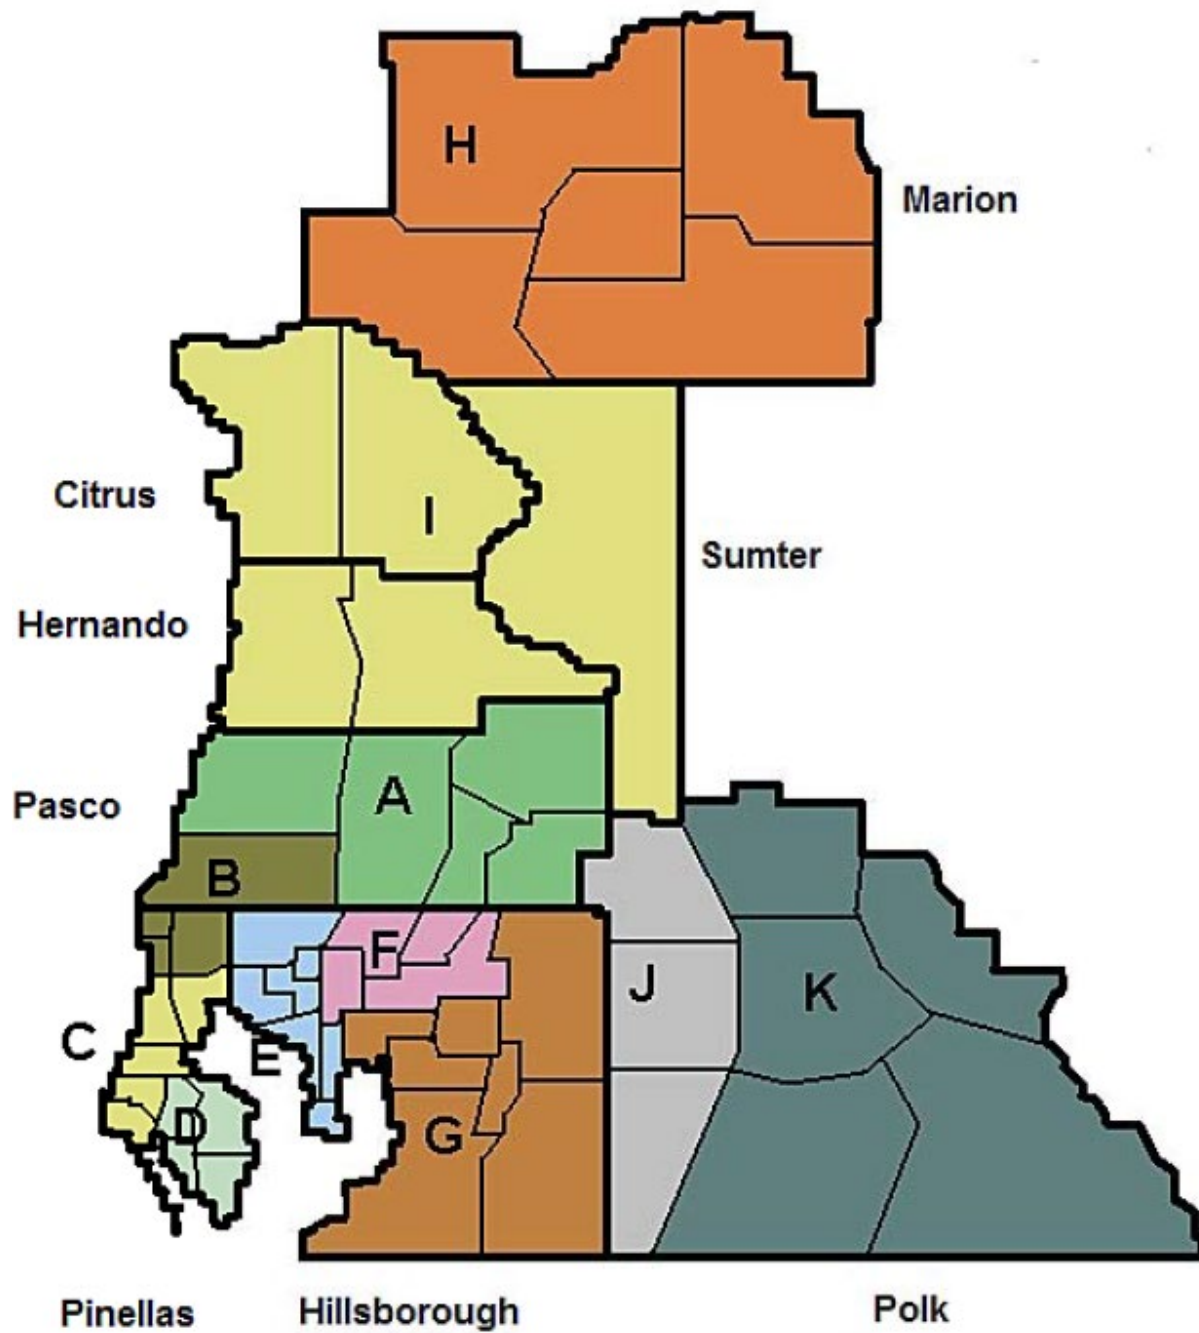 H
Marion
Citrus
I
Sumter
Hernando
Pasco
A
B
F
J
K
C
E
D
G
Pinellas
Hillsborough
Polk